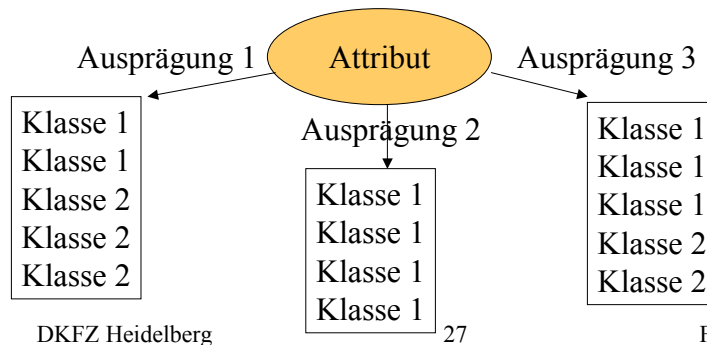 Ausprägung 1
Attribut
Ausprägung 3
Ausprägung 2
Klasse 1
Klasse 1
Klasse 2
Klasse 2
Klasse 2
Klasse 1
Klasse 1
Klasse 1
Klasse 1
Klasse 1
Klasse 1
Klasse 1
Klasse 2
Klasse 2
DKFZ Heidelberg
27